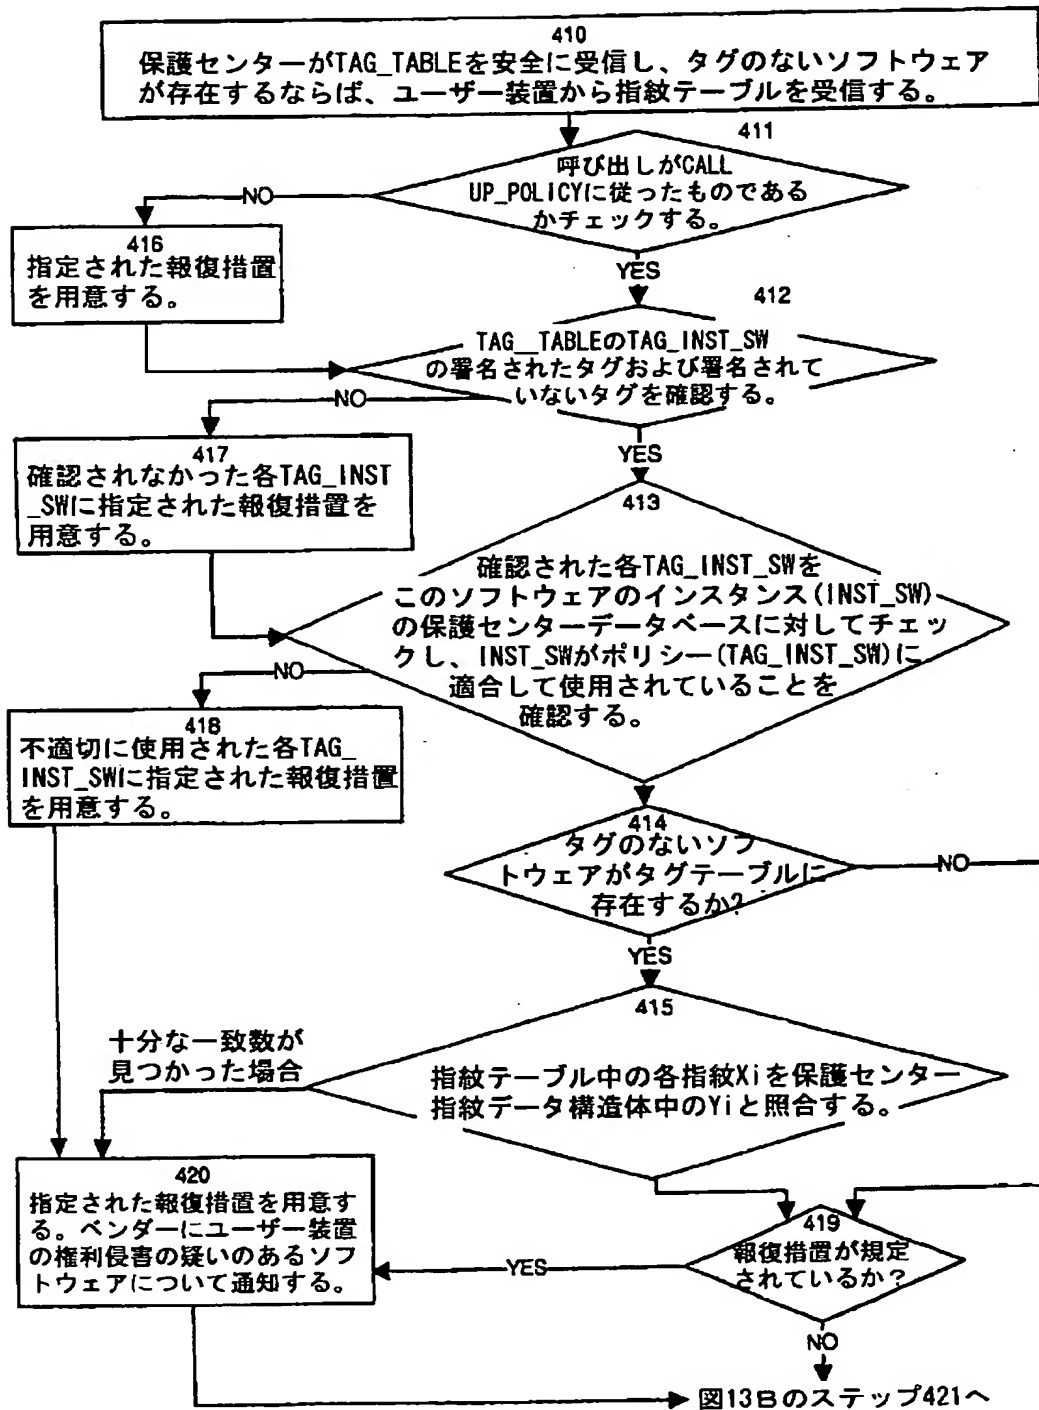 410
保護センターがTAG_TABLEを安全に受信し、タグのないソフトウェア
が存在するならば、ユーザー装置から指紋テーブルを受信する。
411
呼び出しがCALL
UP_POLICYに従ったものである
かチェックする。
NO
416
指定された報復措置
を用意する。
YES
412
TAG__TABLEのTAG_INST_SW
の署名されたタグおよび署名されて
いないタグを確認する。
NO
417
確認されなかった各TAG_INST
_SWに指定された報復措置を
用意する。
YES
413
確認された各TAG_INST_SWを
このソフトウェアのインスタンス(INST_SW)
の保護センターデータベースに対してチェッ
クし、INST_SWがポリシー(TAG_INST_SW)に
適合して使用されていることを
確認する。
NO
418
不適切に使用された各TAG_
INST_SWに指定された報復措置
を用意する。
414
タグのないソフ
トウェアがタグテーブルに
存在するか?
NO
YES
415
十分な一致数が
見つかった場合
指紋テーブル中の各指紋Xiを保護センター
指紋データ構造体中のYiと照合する。
420
指定された報復措置を用意す
る。ベンダーにユーザー装置
の権利侵害の疑いのあるソフ
トウェアについて通知する。
419
報復措置が規定
されているか?
YES
NO
図13Bのステップ421へ